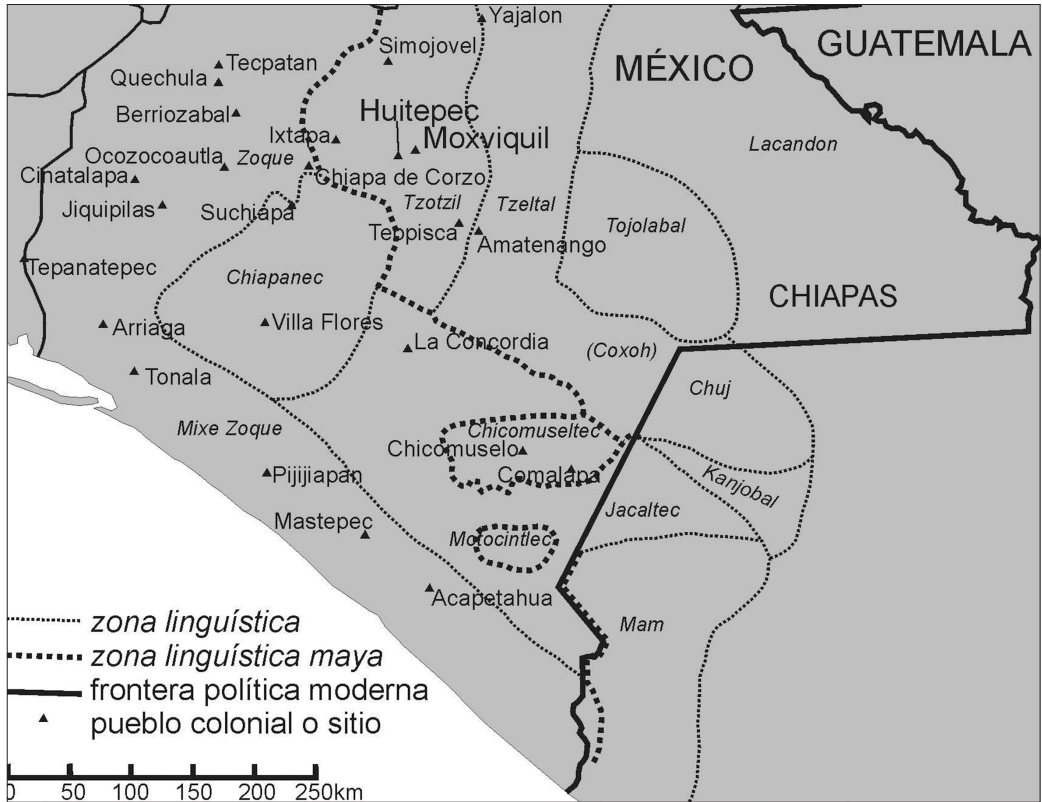 Yajalon
Simojovel
MÉXICO
GUATEMALA
Tecpatan
Quechula
Berriozabal
Huitepec
Moxviquil
Ixtapa
Lacandon
Ocozocoautla
Zoque
Cinatalapa
Chiapa de Corzo
Jiquipilas
Suchiapa
Tzotzil
Tzeltal
Teopisca
Amatenango
Tojolabal
Tepanatepec
Chiapanec
CHIAPAS
Arriaga
Villa Flores
La Concordia
(Coxoh)
Tonala
Chuj
Mixe Zoque
Chicomuseltec
Chicomuselo
Comalapa
Pijijiapan
Kanjobal
Jacaltec
Mastepec
Motocintlec
Acapetahua
Mam
zona linguística
zona linguística maya
frontera política moderna
pueblo colonial o sitio
0 50 100 150 200 250km